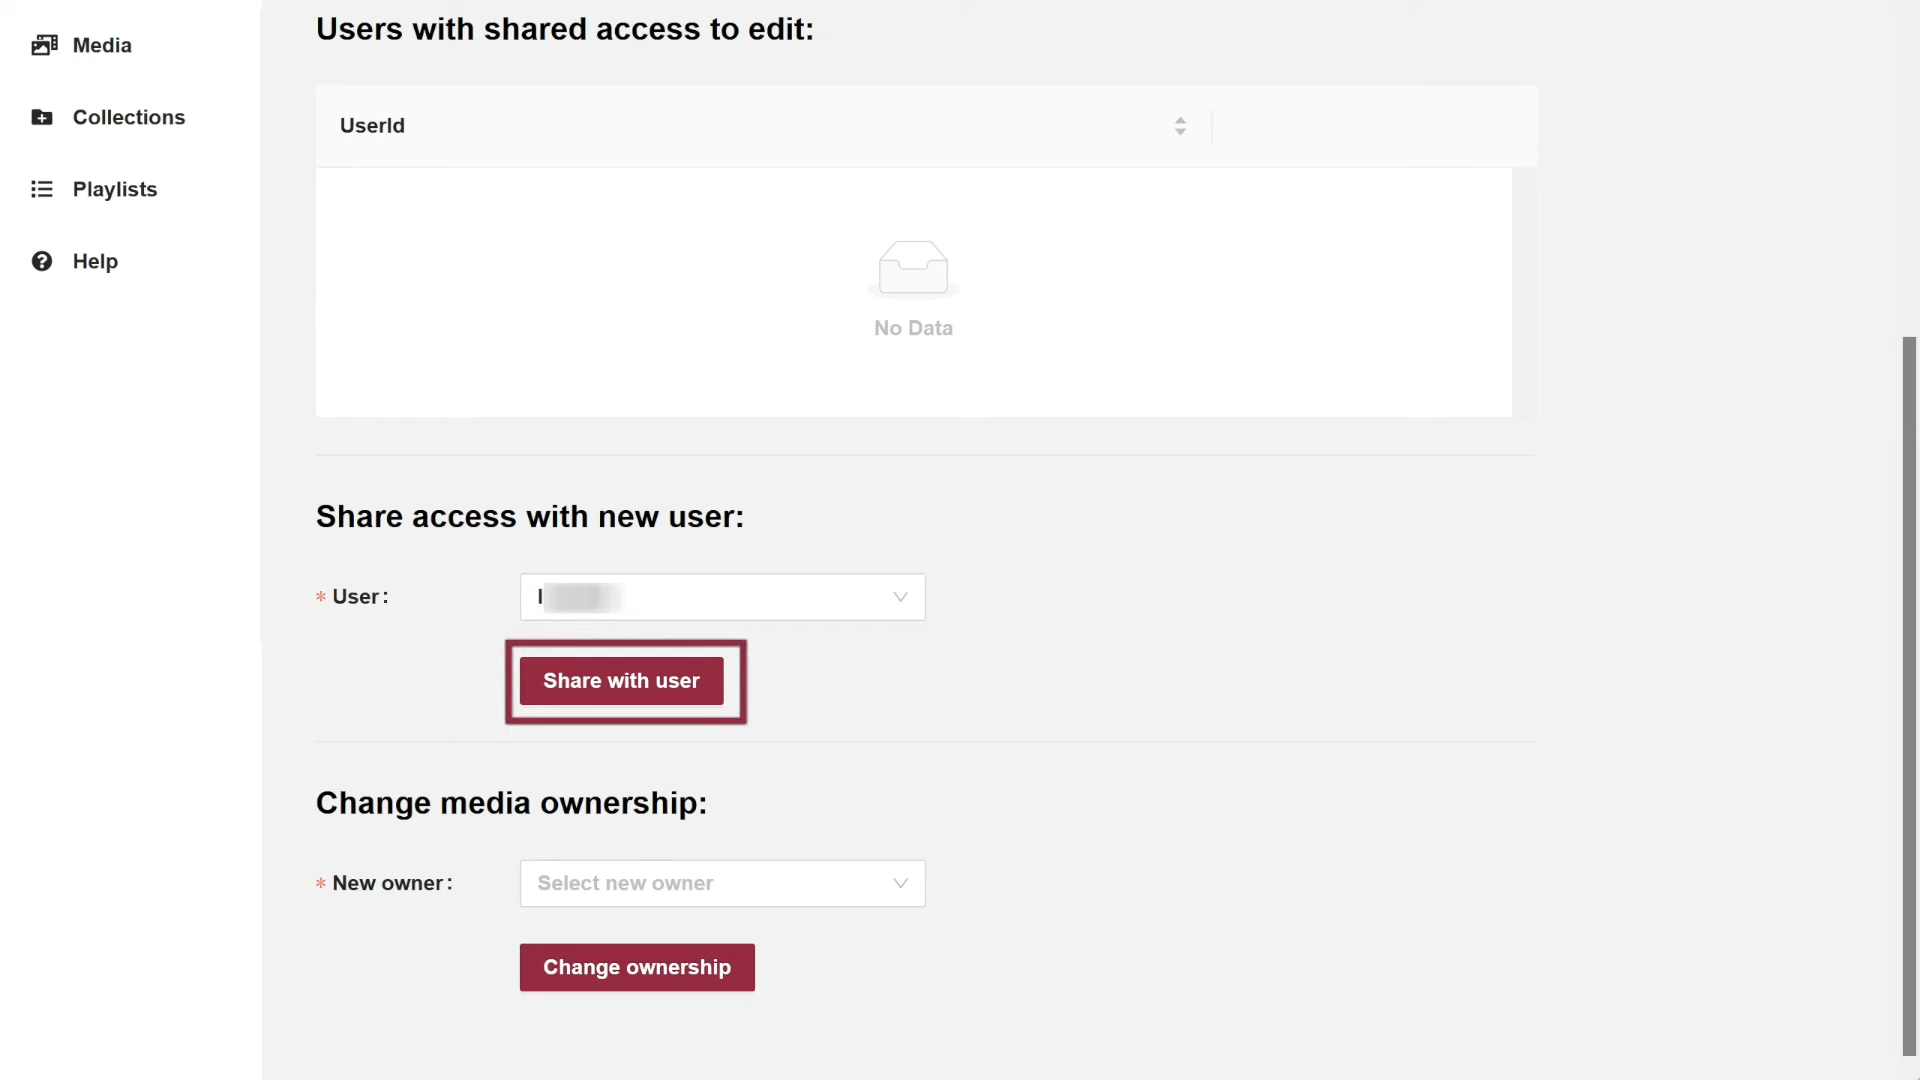 Media
Collections
Playlists
Help
Users with shared access to edit:
UserId
No Data
Share access with new user:
* User:
Share with user
Change media ownership:
* New owner:
Select new owner
Change ownership